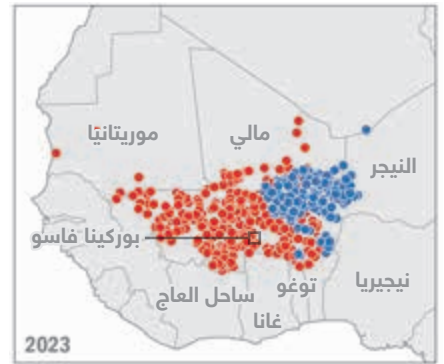 موريتانيا
مالي
النيجر
بوركينا فاسو
ساحل العاج
توغو
غانا
نيجيريا
2023